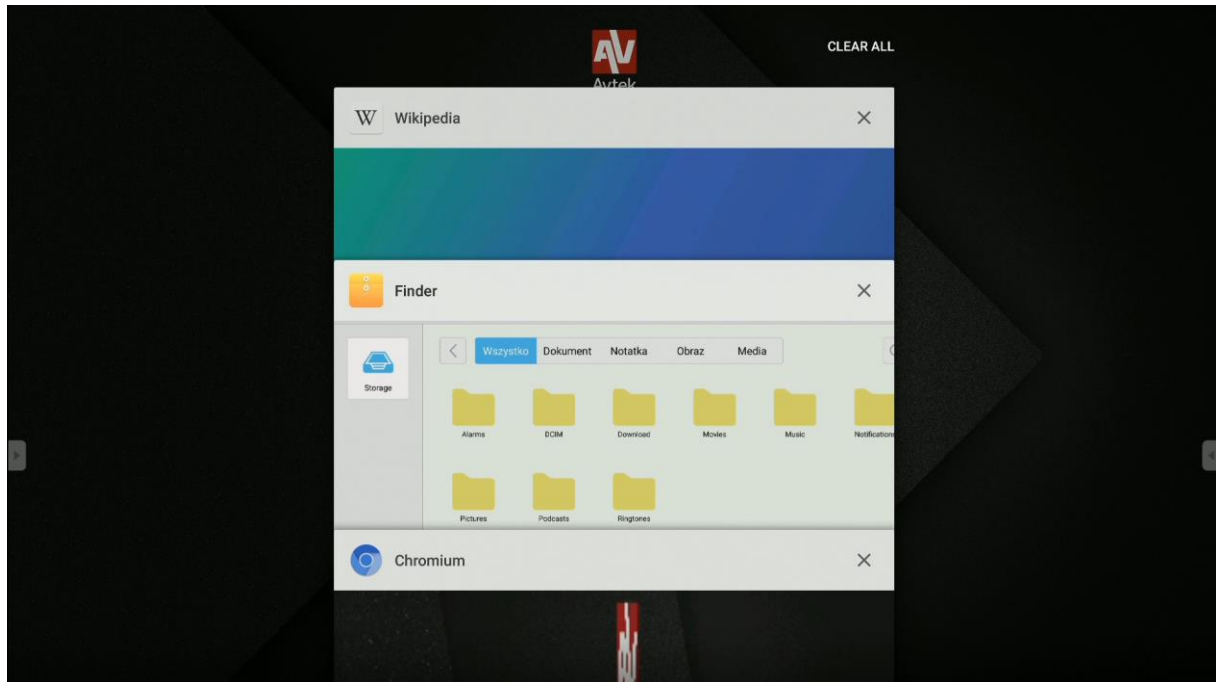 AV
CLEAR ALL
Avtek
W Wikipedia
Finder
Wszystko Dokument Notatka Obraz Media
Storage
Alarms DCIM Download Movies Music Notifications
Pictures Podcasts Ringtones
Chromium